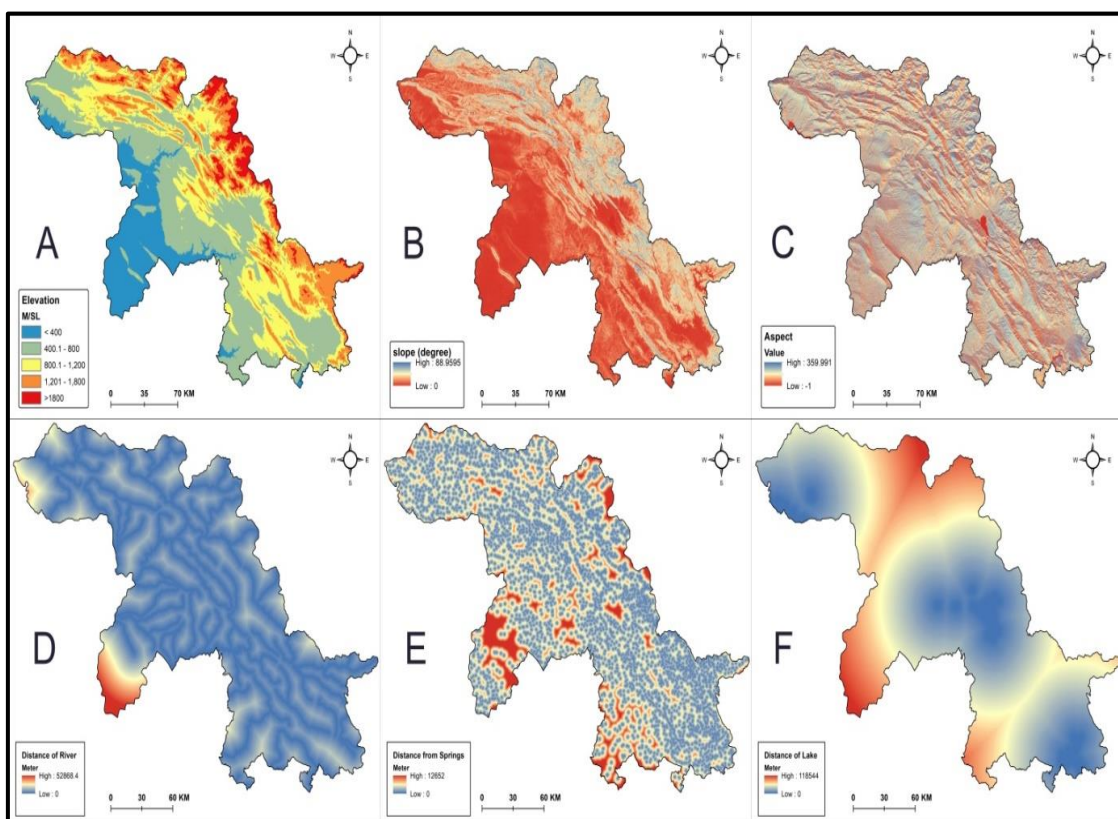 N
W E
S
A
Elevation
M/SL
< 400
400.1 - 800
800.1 - 1,200
1,201 - 1,800
>1800
0 35 70 KM
N
W E
S
B
slope (degree)
High : 88.9595
Low : 0
0 35 70 KM
N
W E
S
C
Aspect
Value
High : 359.991
Low : -1
0 35 70 KM
N
W E
S
D
Distance of River
Meter
High : 52868.4
Low : 0
0 30 60 KM
N
W E
S
E
Distance from Springs
Meter
High : 12652
Low : 0
0 30 60 KM
N
W E
S
F
Distance of Lake
Meter
High : 118544
Low : 0
0 30 60 KM